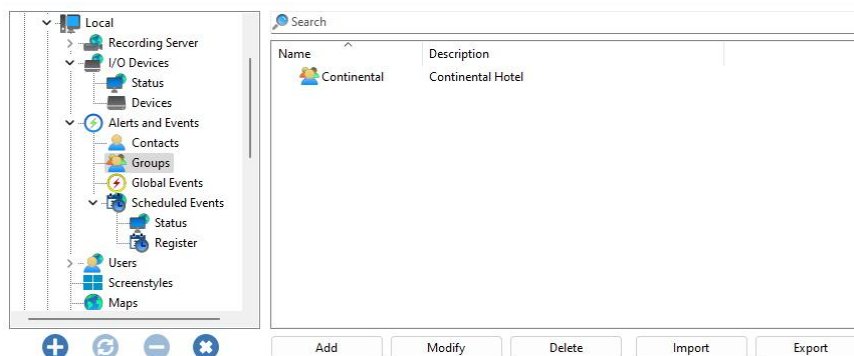 Local
Recording Server
I/O Devices
Status
Devices
Alerts and Events
Contacts
Groups
Global Events
Scheduled Events
Status
Register
Users
Screenstyles
Maps
Search
Name Description
Continental Continental Hotel
Add Modify Delete Import Export